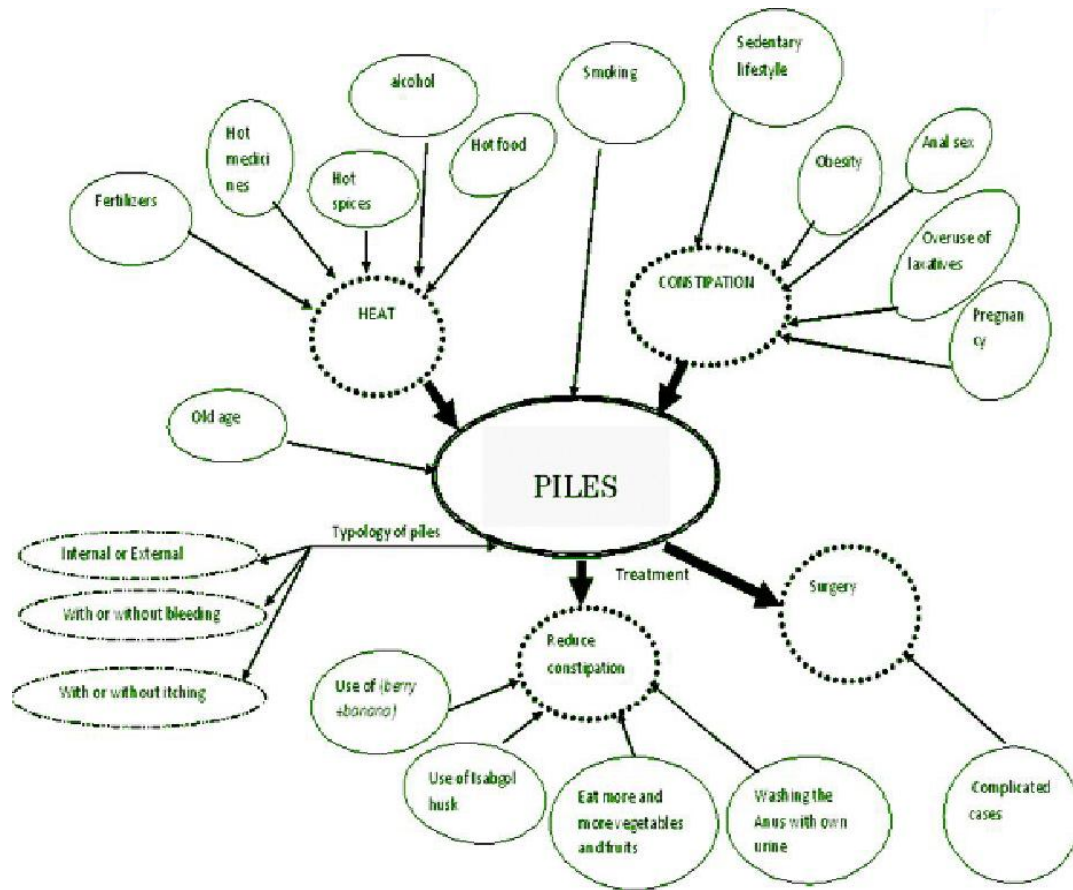 Sedentary
lifestyle
Smoking
alcohol
Hot
medici
nes
Hot food
Hot
spices
Fertilizers
Obesity
Anal sex
Overuse of
laxatives
Pregnan
cy
HEAT
CONSTIPATION
Old age
PILES
Typology of piles
Internal or External
With or without bleeding
With or without itching
Treatment
Surgery
Reduce
constipation
Use of (berry
+banana)
Use of Isabgol
husk
Eat more and
more vegetables
and fruits
Washing the
Anus with own
urine
Complicated
cases